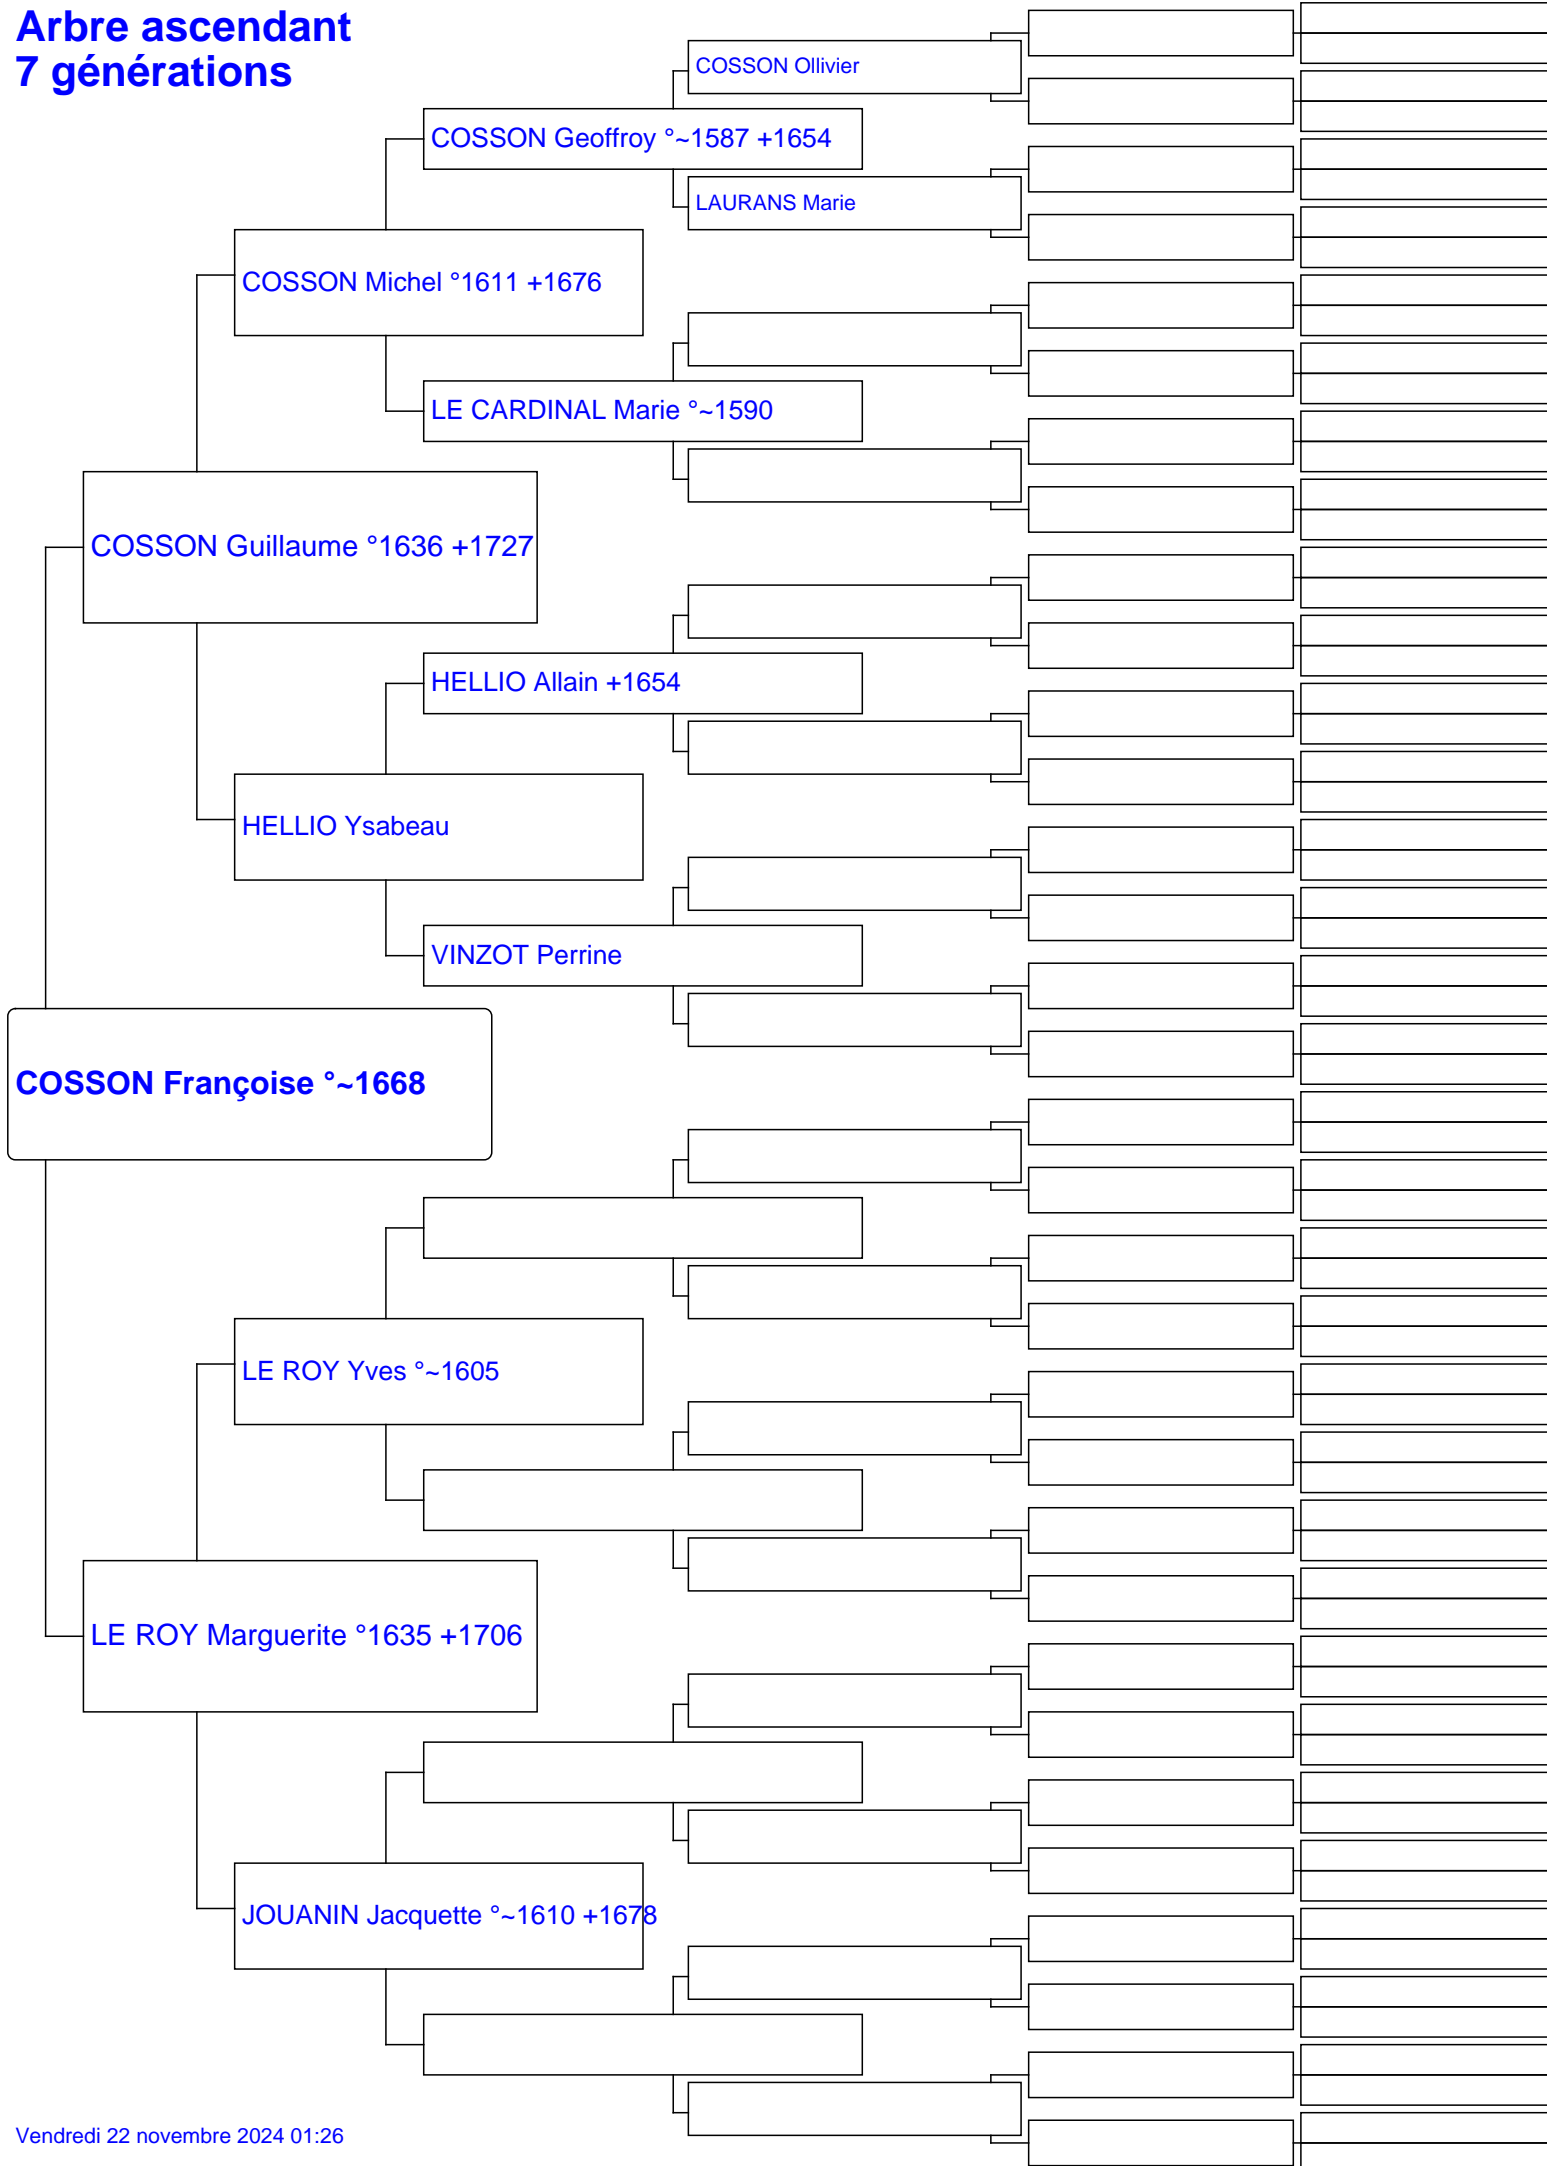 Arbre ascendant
7 générations
COSSON Ollivier
COSSON Geoffroy °~1587 +1654
LAURANS Marie
COSSON Michel °1611 +1676
LE CARDINAL Marie °~1590
COSSON Guillaume °1636 +1727
HELLIO Allain +1654
HELLIO Ysabeau
VINZOT Perrine
COSSON Françoise °~1668
LE ROY Yves °~1605
LE ROY Marguerite °1635 +1706
JOUANIN Jacquette °~1610 +1678
Vendredi 22 novembre 2024 01:26